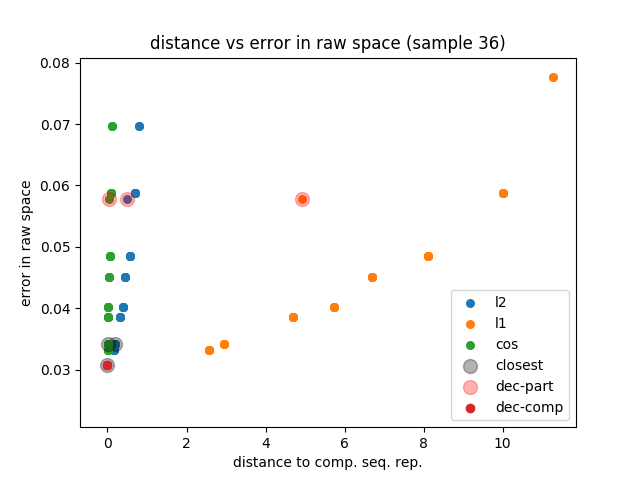 distance vs error in raw space (sample 36)
0.08
0.07
0.06
0.05
0.04
0.03
error in raw space
l2
l1
cos
closest
dec-part
dec-comp
0 2 4 6 8 10
distance to comp. seq. rep.